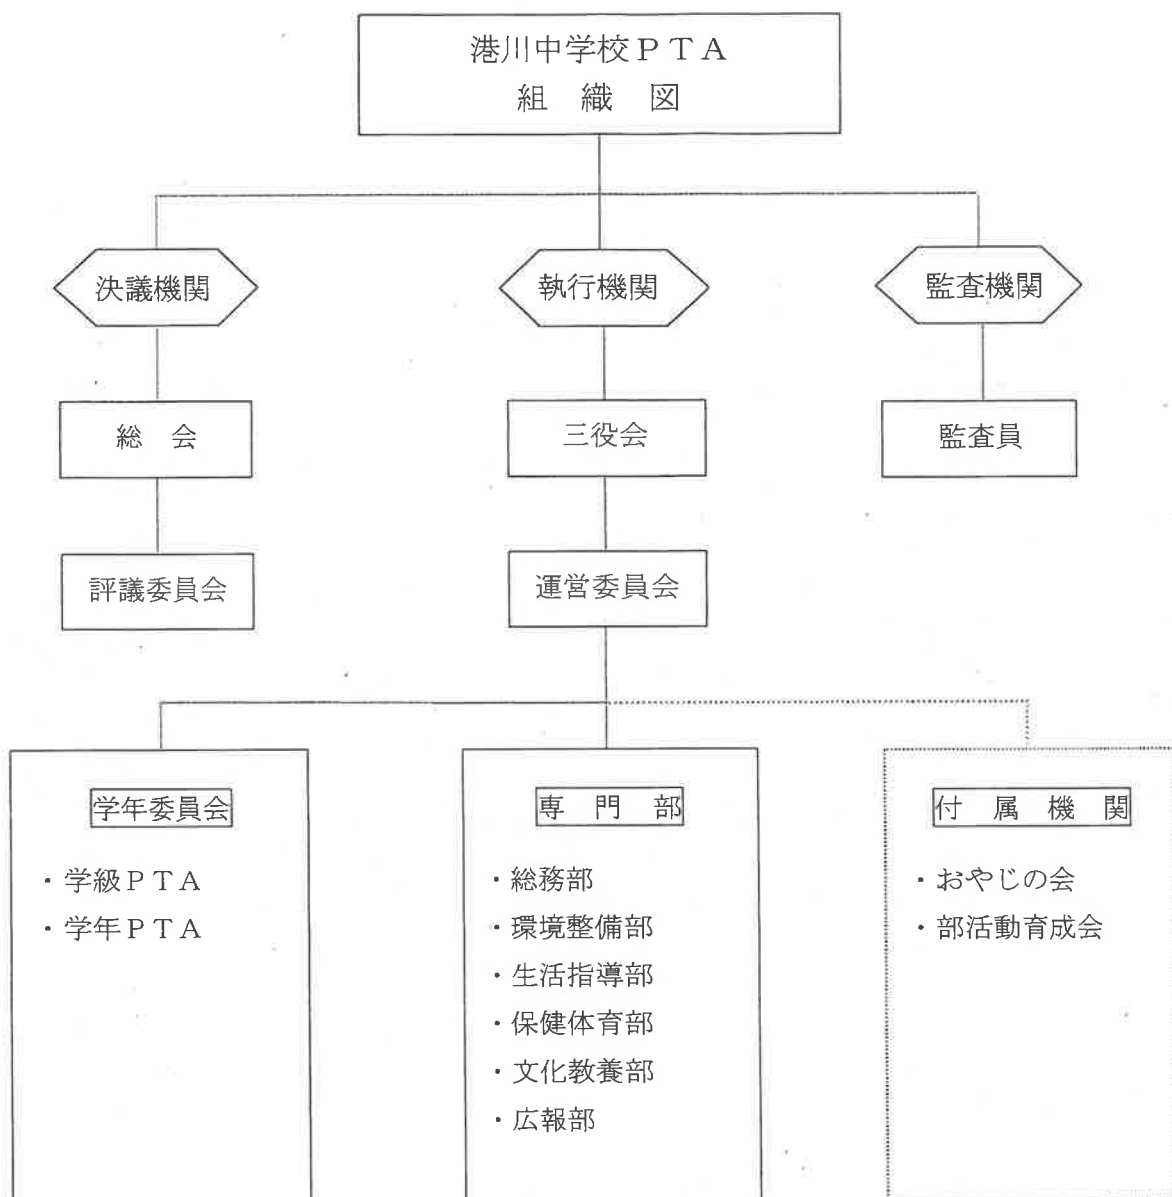 港川中学校ＰＴＡ
組　織　図
決議機関
執行機関
監査機関
総　会
三役会
監査員
評議委員会
運営委員会
学年委員会
・学級ＰＴＡ
・学年ＰＴＡ
専　門　部
・総務部
・環境整備部
・生活指導部
・保健体育部
・文化教養部
・広報部
付　属　機　関
・おやじの会
・部活動育成会